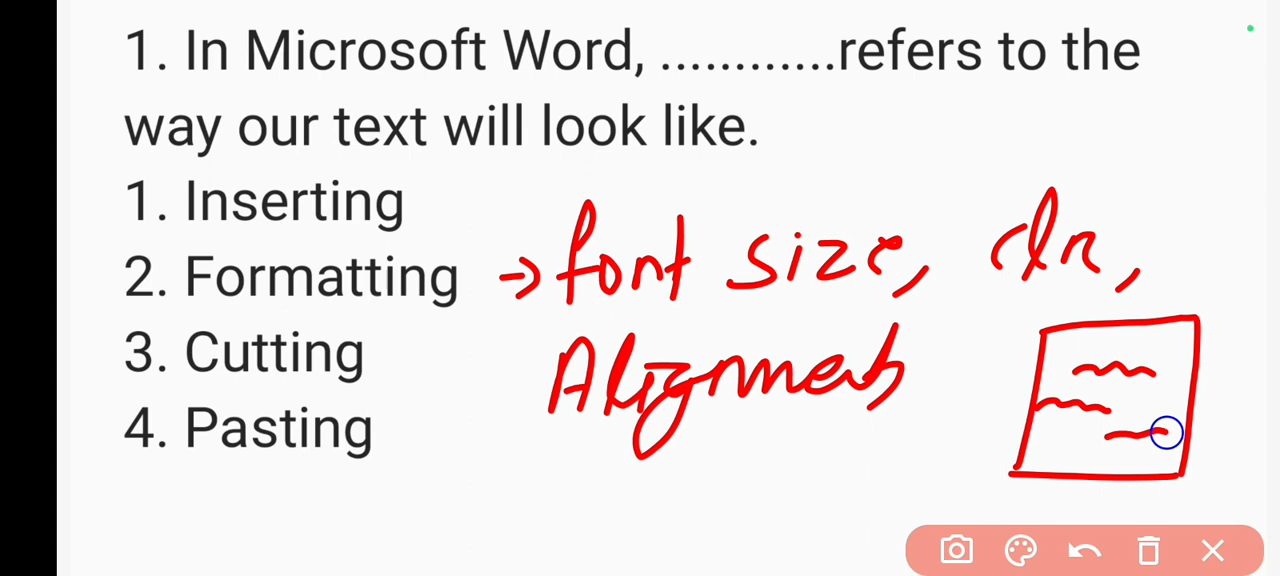 1. In Microsoft Word, ............refers to the
way our text will look like.
1. Inserting
2. Formatting → font size, clr,
3. Cutting Alignment
4. Pasting